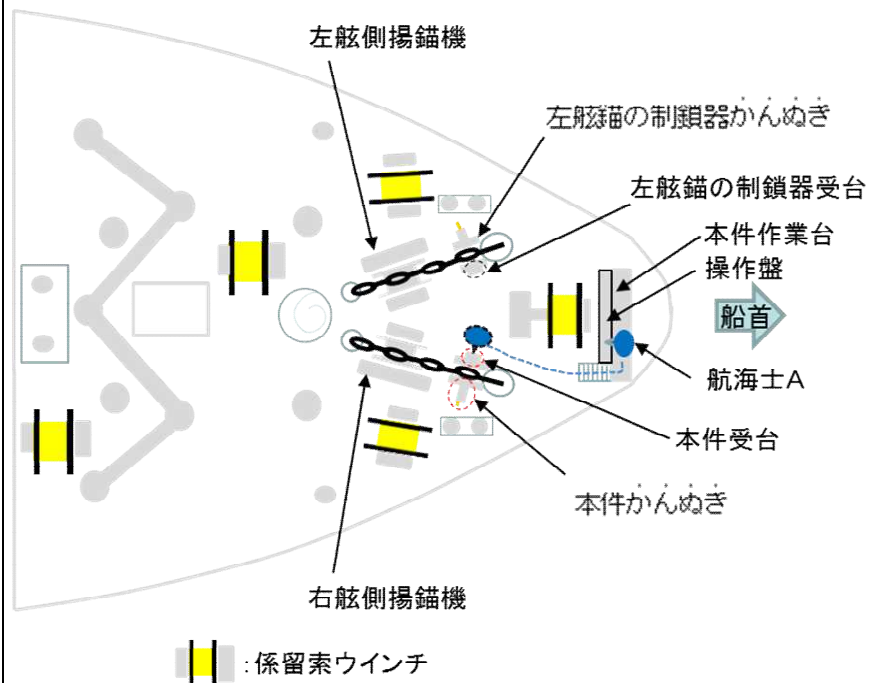 左舷側揚錨機
左舷錨の制鎖器かんぬき
左舷錨の制鎖器受台
本件作業台
操作盤
船首
航海士A
本件受台
本件かんぬき
右舷側揚錨機
:係留索ウインチ